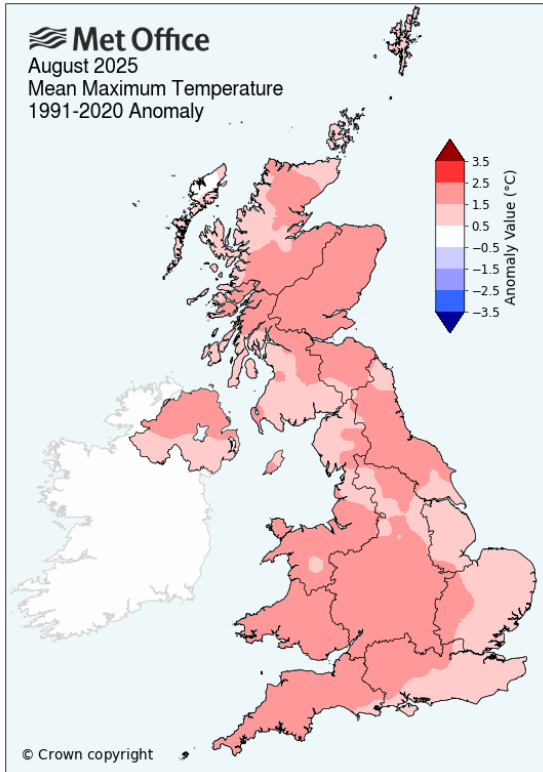 Met Office
August 2025
Mean Maximum Temperature
1991-2020 Anomaly
3.5
2.5
1.5
0.5
−0.5
−1.5
−2.5
−3.5
Anomaly Value (°C)
© Crown copyright